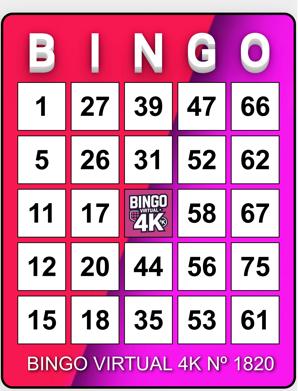 B I N G O
1 27 39 47 66
5 26 31 52 62
11 17 BINGO VIRTUAL 4K 58 67
12 20 44 56 75
15 18 35 53 61
BINGO VIRTUAL 4K Nº 1820